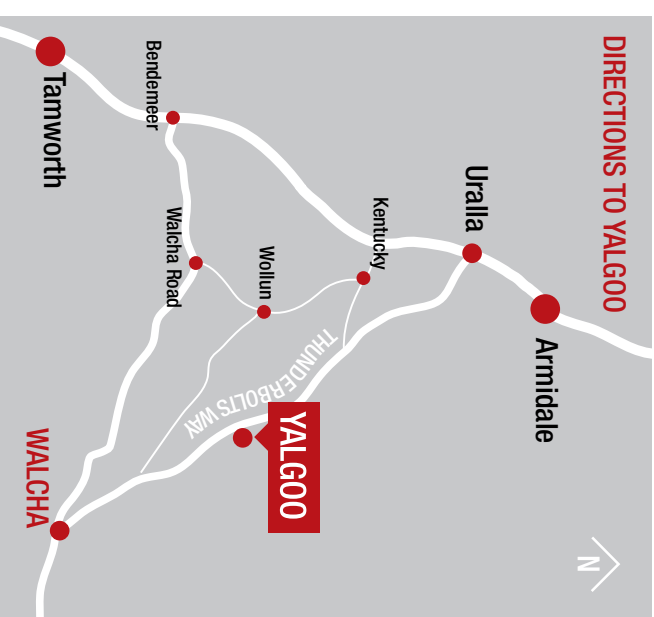 DIRECTIONS TO YALGOO
Armidale
Uralla
Kentucky
YALGOO
THUNDERBOLTS WAY
Wollun
Walcha Road
Bendemeer
Tamworth
WALCHA
N